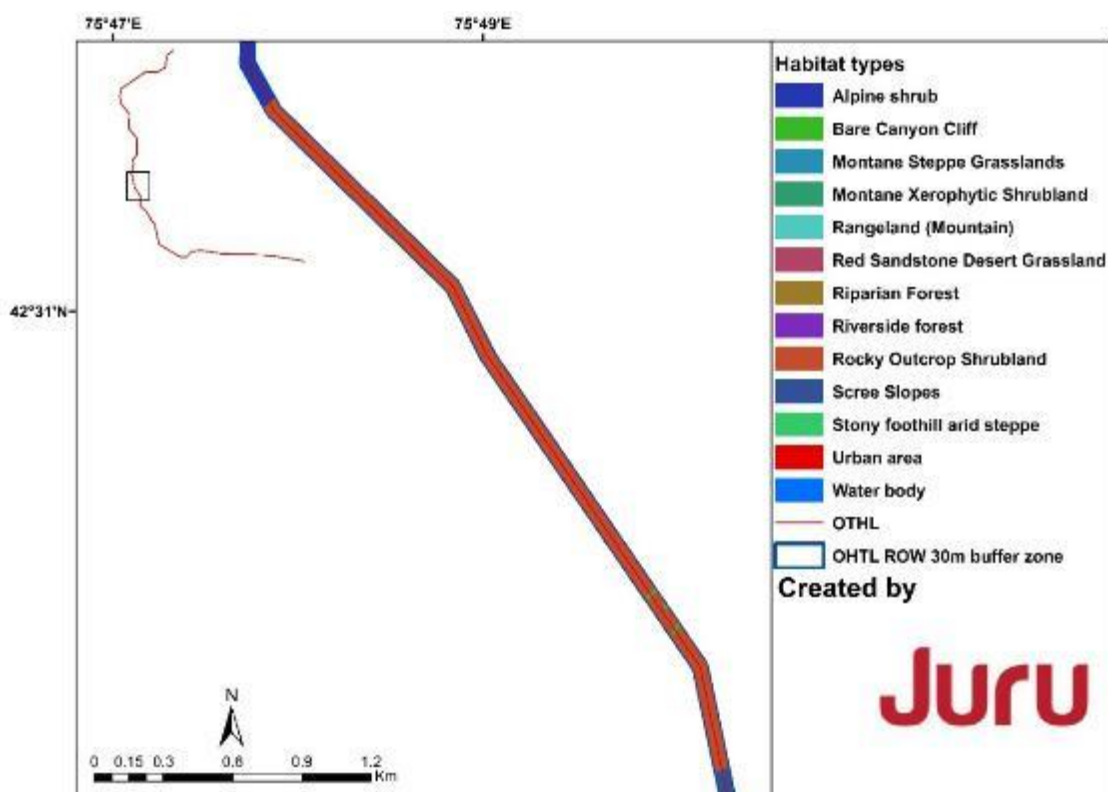 75°47'E 75°49'E
42°31'N
N
0 0.15 0.3 0.6 0.9 1.2
Km
Habitat types
Alpine shrub
Bare Canyon Cliff
Montane Steppe Grasslands
Montane Xerophytic Shrubland
Rangeland (Mountain)
Red Sandstone Desert Grassland
Riparian Forest
Riverside forest
Rocky Outcrop Shrubland
Scree Slopes
Stony foothill arid steppe
Urban area
Water body
OTHL
OHTL ROW 30m buffer zone
Created by
Juru